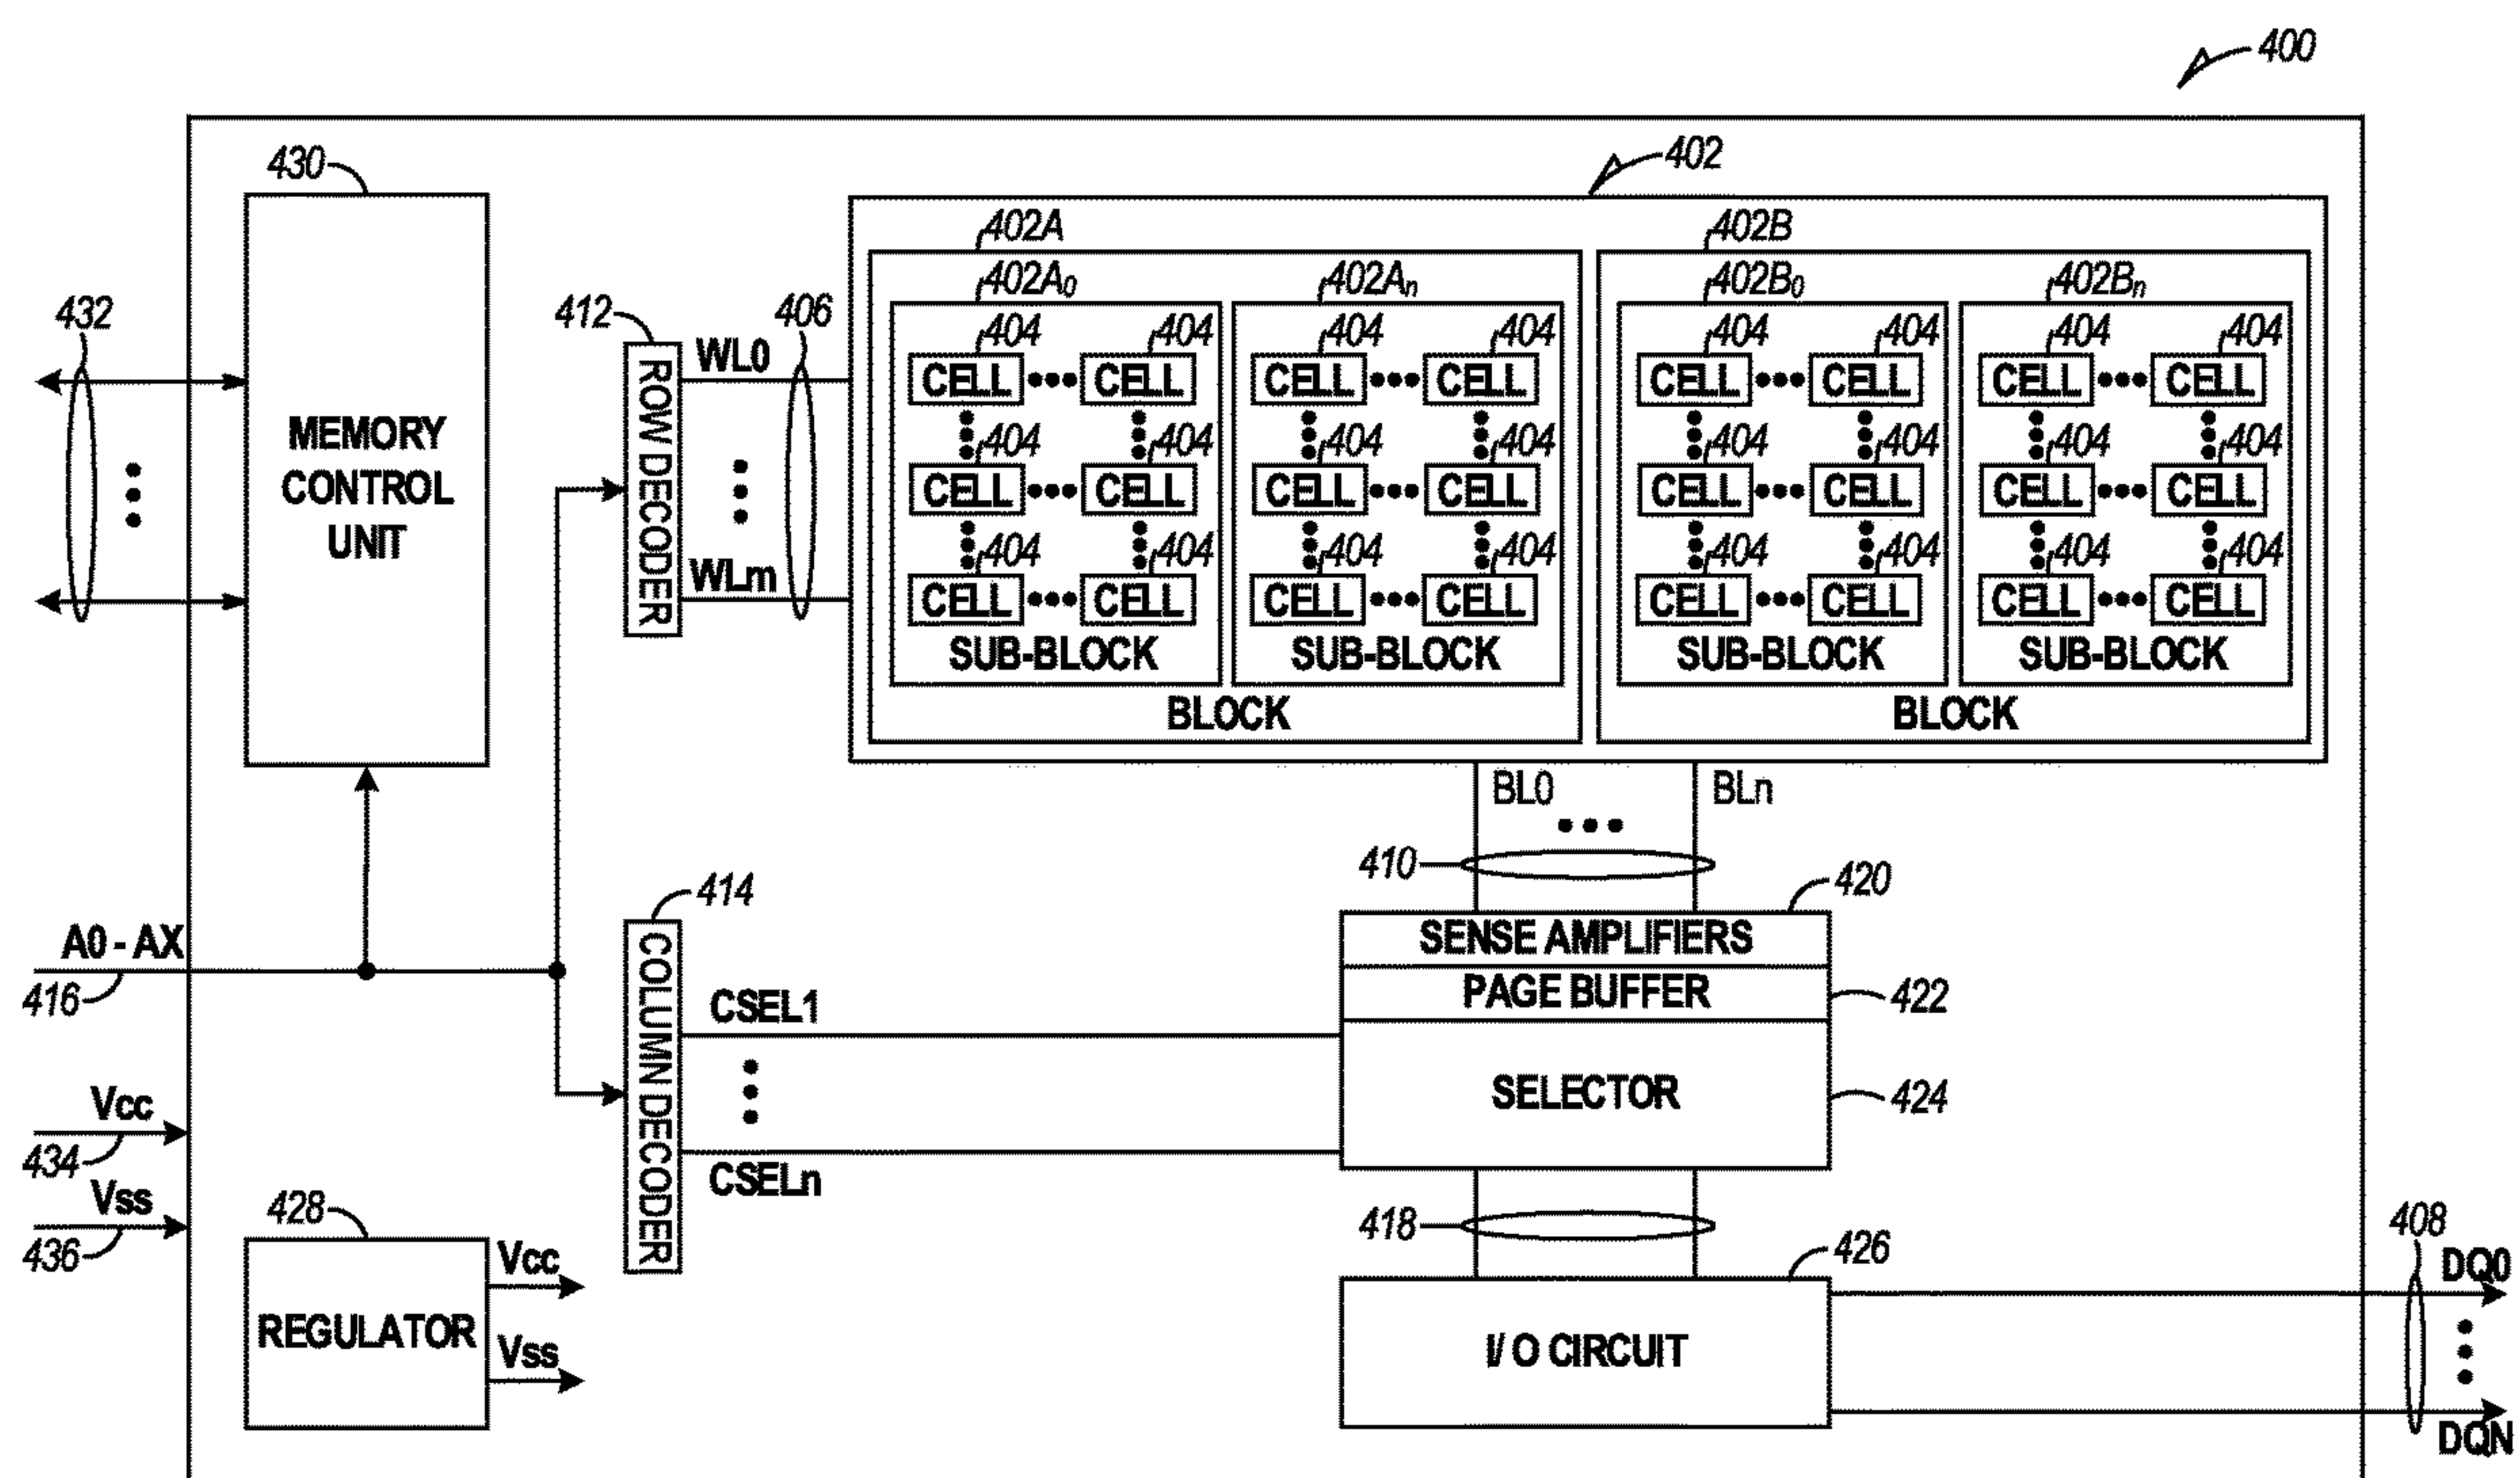 400
430
402
402A
402B
402A0
402An
402B0
402Bn
432
412
406
WL0
404 404 404 404 404 404 404 404
CELL CELL CELL CELL CELL CELL CELL CELL
MEMORY
CONTROL
UNIT
ROW DECODER
404 404 404 404 404 404 404 404
CELL CELL CELL CELL CELL CELL CELL CELL
WLm
404 404 404 404 404 404 404 404
CELL CELL CELL CELL CELL CELL CELL CELL
SUB-BLOCK SUB-BLOCK SUB-BLOCK SUB-BLOCK
BLOCK BLOCK
BL0 BLn
410
420
414
A0 - AX
416
COLUMN DECODER
SENSE AMPLIFIERS
PAGE BUFFER
422
CSEL1
SELECTOR
424
CSELn
Vcc
434
Vss
436
428
REGULATOR
Vcc
Vss
418
426
I/O CIRCUIT
408
DQ0
DQN